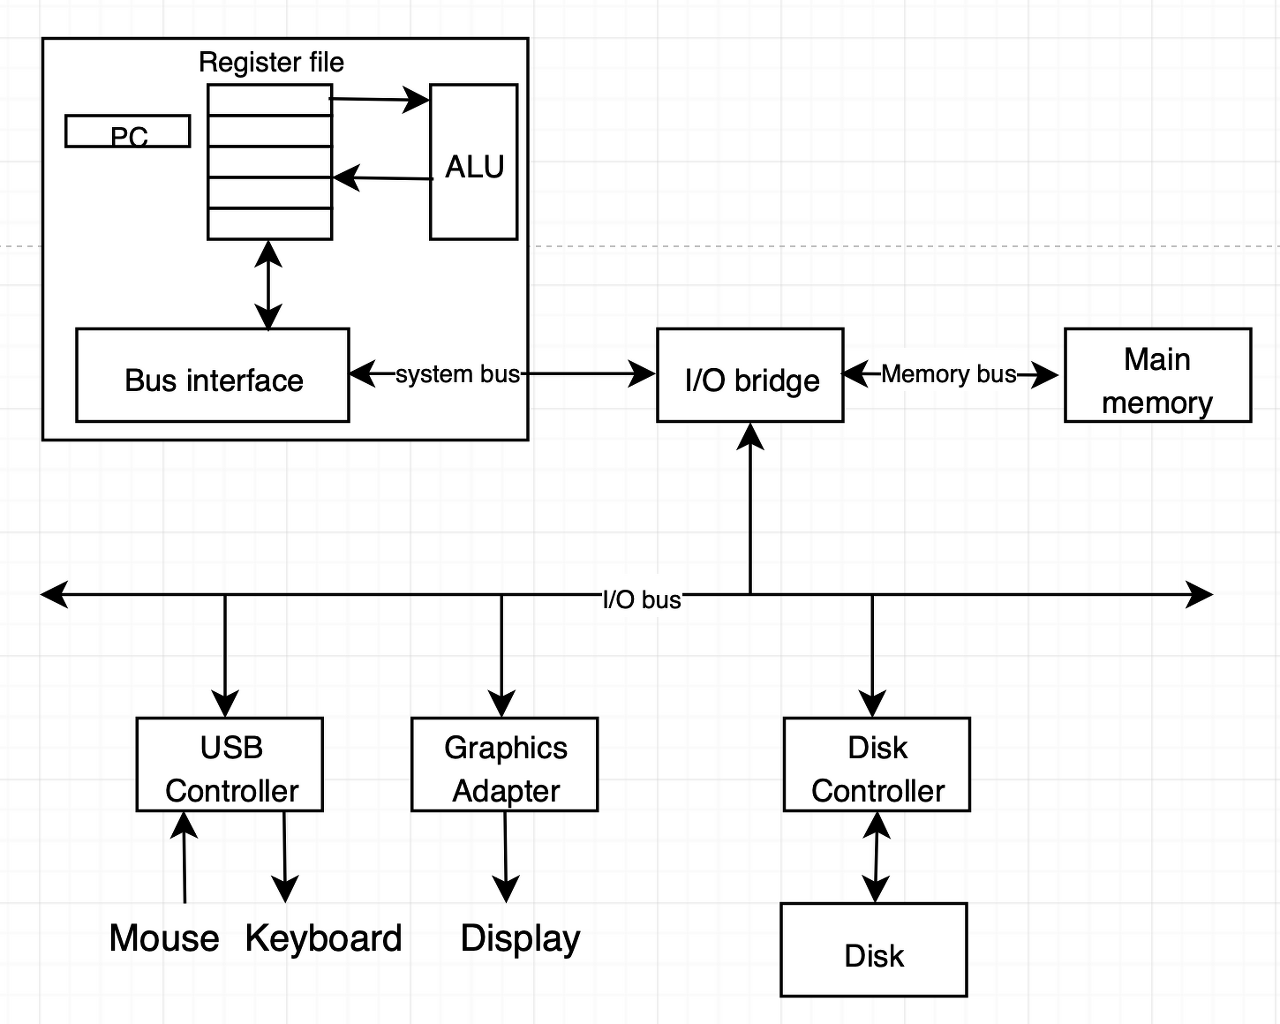 Register file
PC
ALU
Bus interface
system bus
I/O bridge
Memory bus
Main
memory
I/O bus
USB
Controller
Graphics
Adapter
Disk
Controller
Mouse
Keyboard
Display
Disk